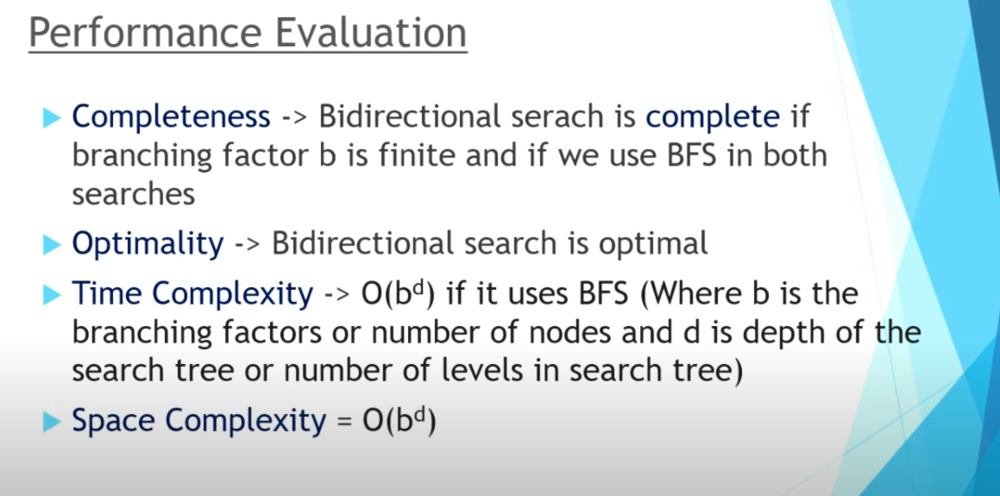 Performance Evaluation
Completeness -> Bidirectional serach is complete if
branching factor b is finite and if we use BFS in both
searches
Optimality -> Bidirectional search is optimal
Time Complexity -> O(bᵈ) if it uses BFS (Where b is the
branching factors or number of nodes and d is depth of the
search tree or number of levels in search tree)
Space Complexity = O(bᵈ)